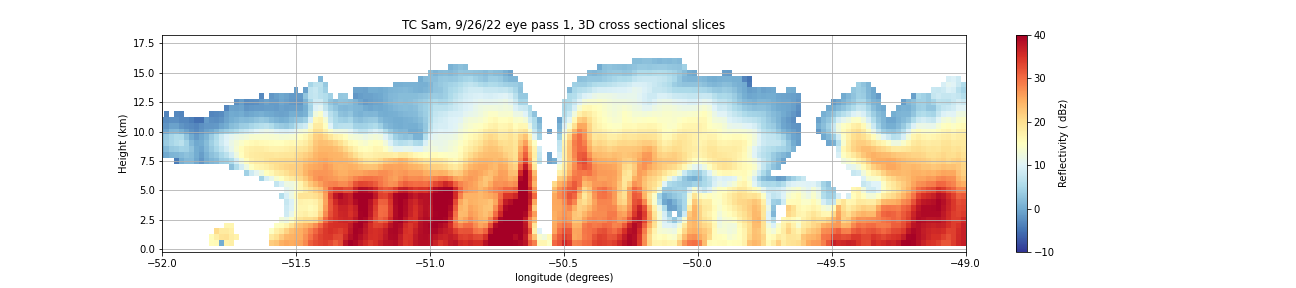 TC Sam, 9/26/22 eye pass 1, 3D cross sectional slices
17.5
15.0
12.5
10.0
7.5
5.0
2.5
0.0
Height (km)
−52.0 −51.5 −51.0 −50.5 −50.0 −49.5 −49.0
longitude (degrees)
40
30
20
10
0
−10
Reflectivity ( dBz)